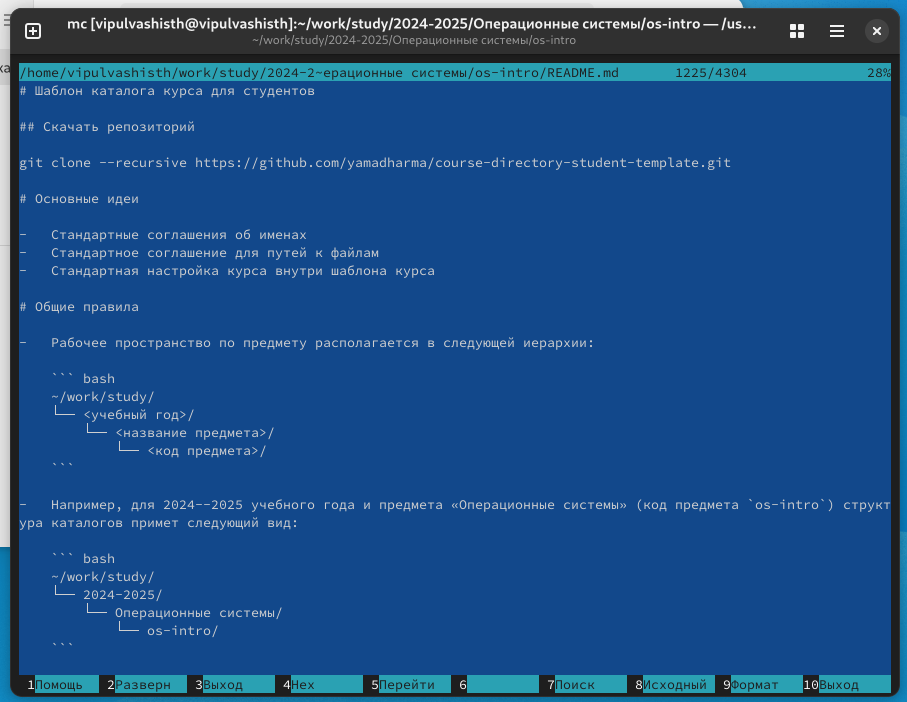 mc [vipulvashisth@vipulvashisth]:~/work/study/2024-2025/Операционные системы/os-intro — /us…
~/work/study/2024-2025/Операционные системы/os-intro
/home/vipulvashisth/work/study/2024-2~ерационные системы/os-intro/README.md 1225/4304 28%
# Шаблон каталога курса для студентов
## Скачать репозиторий
git clone --recursive https://github.com/yamadharma/course-directory-student-template.git
# Основные идеи
- Стандартные соглашения об именах
- Стандартное соглашение для путей к файлам
- Стандартная настройка курса внутри шаблона курса
# Общие правила
- Рабочее пространство по предмету располагается в следующей иерархии:
``` bash
~/work/study/
└── <учебный год>/
└── <название предмета>/
└── <код предмета>/
```
- Например, для 2024--2025 учебного года и предмета «Операционные системы» (код предмета `os-intro`) структ
ура каталогов примет следующий вид:
``` bash
~/work/study/
└── 2024-2025/
└── Операционные системы/
└── os-intro/
```
1Помощь 2Разверн 3Выход 4Hex 5Перейти 6 7Поиск 8Исходный 9Формат 10Выход